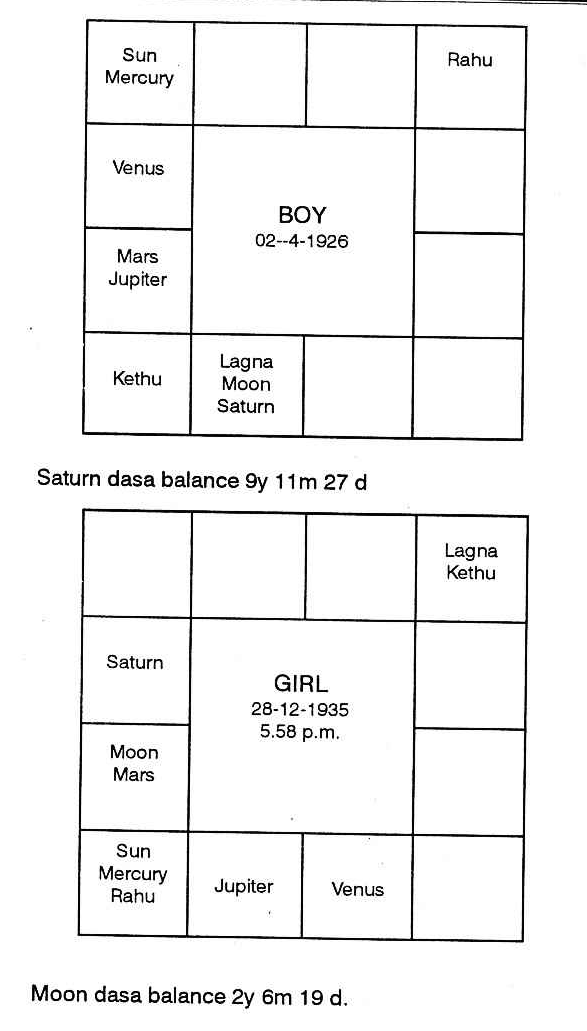 Sun
Mercury
Rahu
Venus
BOY
02--4-1926
Mars
Jupiter
Kethu
Lagna
Moon
Saturn
Saturn dasa balance 9y 11m 27 d
Lagna
Kethu
Saturn
GIRL
28-12-1935
5.58 p.m.
Moon
Mars
Sun
Mercury
Rahu
Jupiter
Venus
Moon dasa balance 2y 6m 19 d.